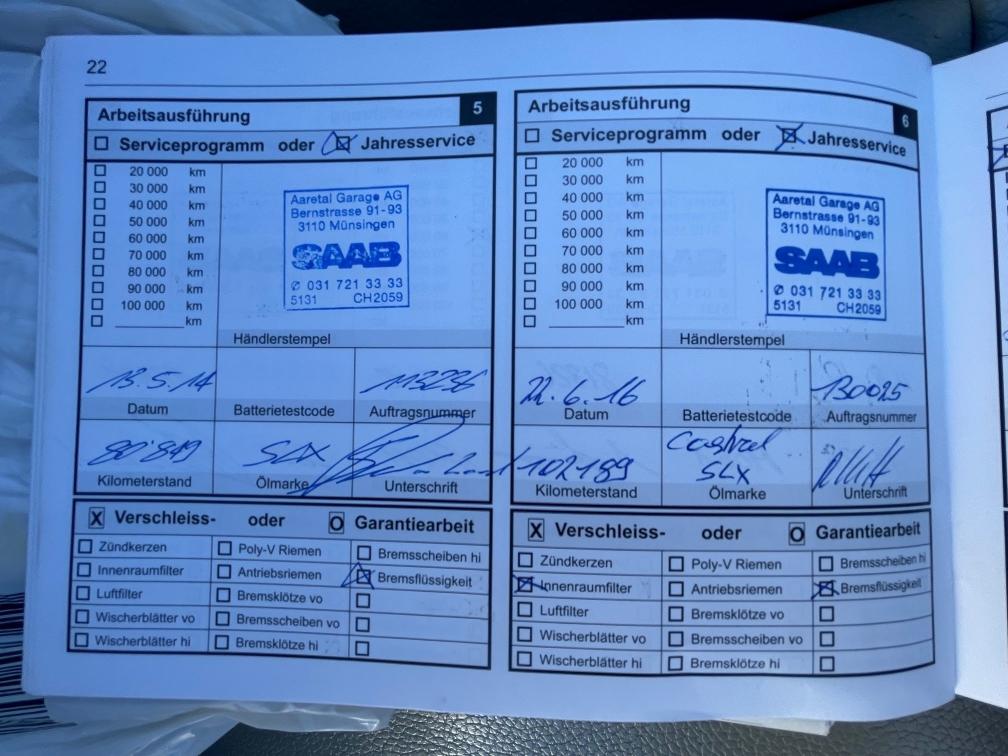 22
Arbeitsausführung 5
Serviceprogramm oder Jahresservice
20 000 km
30 000 km
40 000 km
50 000 km
60 000 km
70 000 km
80 000 km
90 000 km
100 000 km
km
Aaretal Garage AG
Bernstrasse 91-93
3110 Münsingen
SAAB
✆ 031 721 33 33
5131 CH2059
Händlerstempel
13.5.14 113236
Datum Batterietestcode Auftragsnummer
80'849 SLX
Kilometerstand Ölmarke Unterschrift
X Verschleiss- oder O Garantiearbeit
Zündkerzen Poly-V Riemen Bremsscheiben hi
Innenraumfilter Antriebsriemen Bremsflüssigkeit
Luftfilter Bremsklötze vo
Wischerblätter vo Bremsscheiben vo
Wischerblätter hi Bremsklötze hi
Arbeitsausführung 6
Serviceprogramm oder Jahresservice
20 000 km
30 000 km
40 000 km
50 000 km
60 000 km
70 000 km
80 000 km
90 000 km
100 000 km
km
Aaretal Garage AG
Bernstrasse 91-93
3110 Münsingen
SAAB
✆ 031 721 33 33
5131 CH2059
Händlerstempel
22.6.16 130025
Datum Batterietestcode Auftragsnummer
102189 Castrol SLX
Kilometerstand Ölmarke Unterschrift
X Verschleiss- oder O Garantiearbeit
Zündkerzen Poly-V Riemen Bremsscheiben hi
Innenraumfilter Antriebsriemen Bremsflüssigkeit
Luftfilter Bremsklötze vo
Wischerblätter vo Bremsscheiben vo
Wischerblätter hi Bremsklötze hi